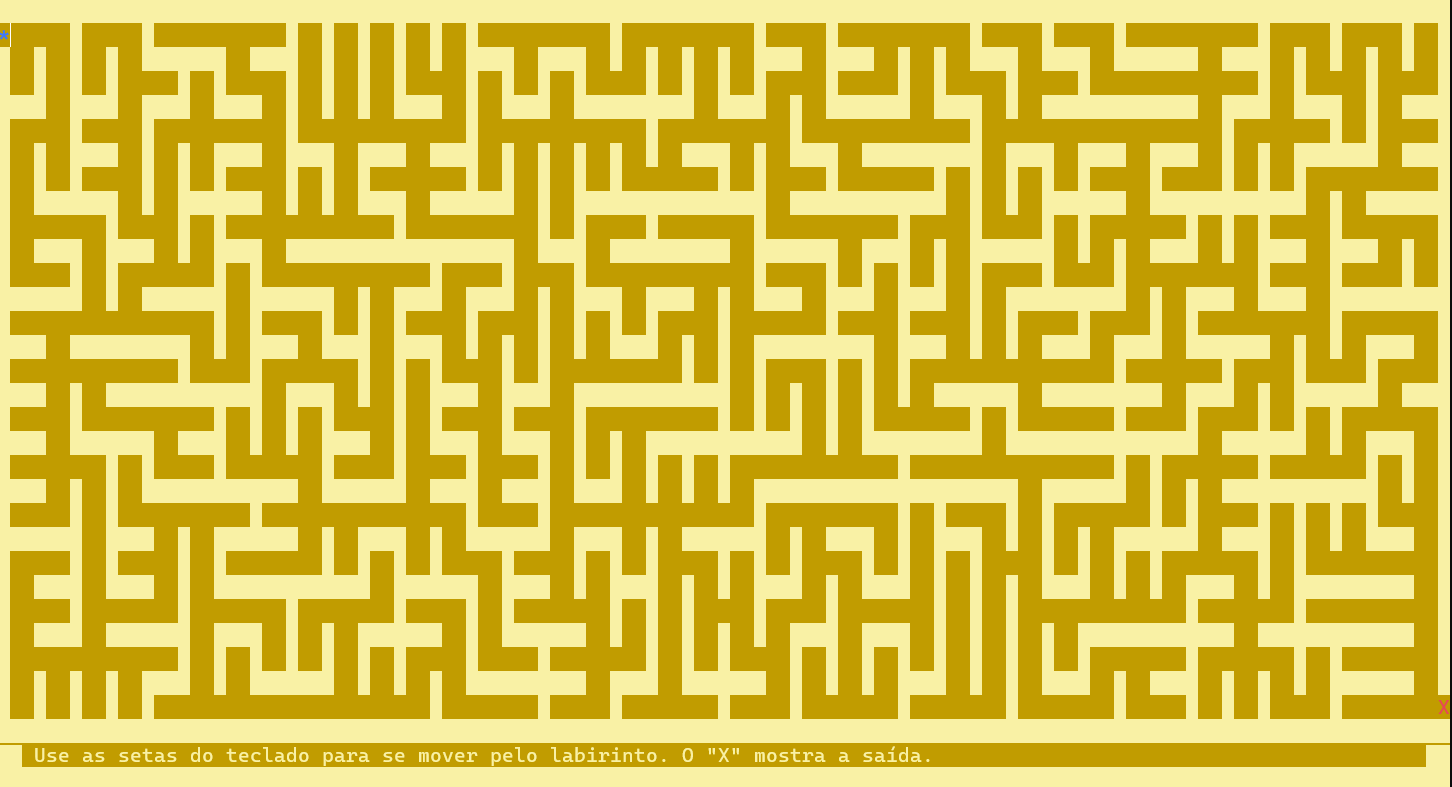 *
X
Use as setas do teclado para se mover pelo labirinto. O "X" mostra a saída.